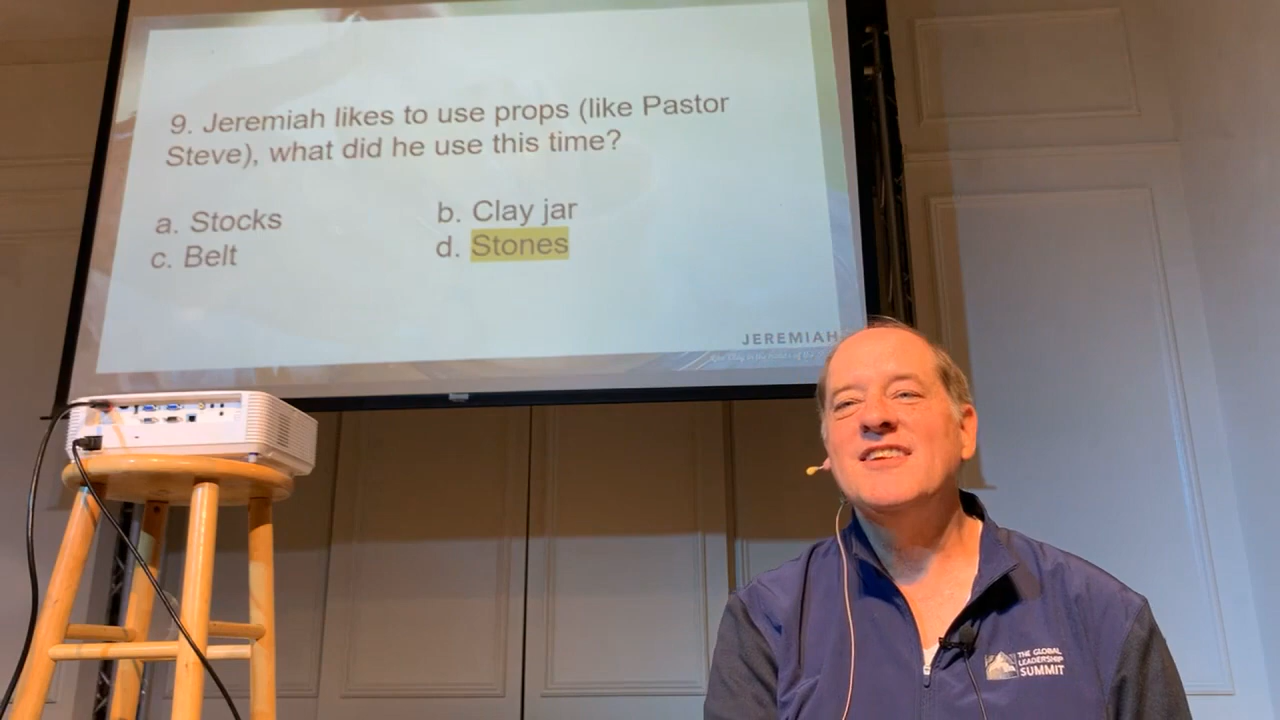 9. Jeremiah likes to use props (like Pastor
Steve), what did he use this time?
a. Stocks
b. Clay jar
c. Belt
d. Stones
JEREMIAH
THE GLOBAL
LEADERSHIP
SUMMIT